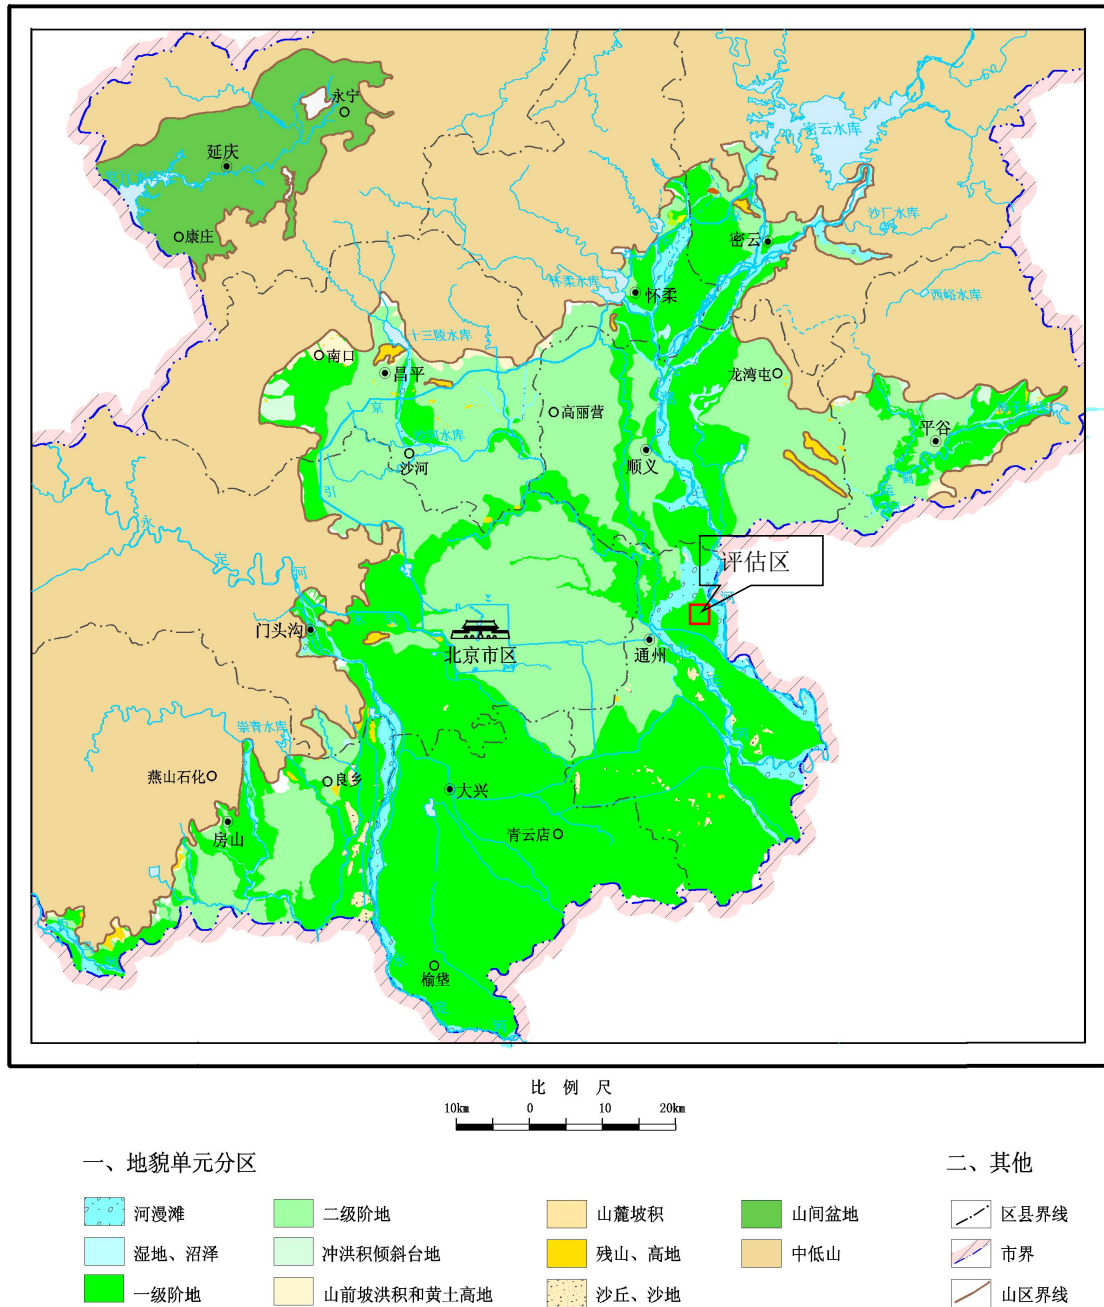 永宁
延庆
密云水库
康庄
沙厂水库
密云
怀柔水库
怀柔
西峪水库
十三陵水库
南口
昌平
龙湾屯
京
高丽营
平谷
沙河
顺义
引
永
定
河
评估区
河
门头沟
北京市区
通州
崇青水库
燕山石化
良乡
大兴
房山
青云店
榆垡
定
比 例 尺
10km 0 10 20km
一、地貌单元分区
二、其他
河漫滩
二级阶地
山麓坡积
山间盆地
区县界线
湿地、沼泽
冲洪积倾斜台地
残山、高地
中低山
市界
一级阶地
山前坡洪积和黄土高地
沙丘、沙地
山区界线